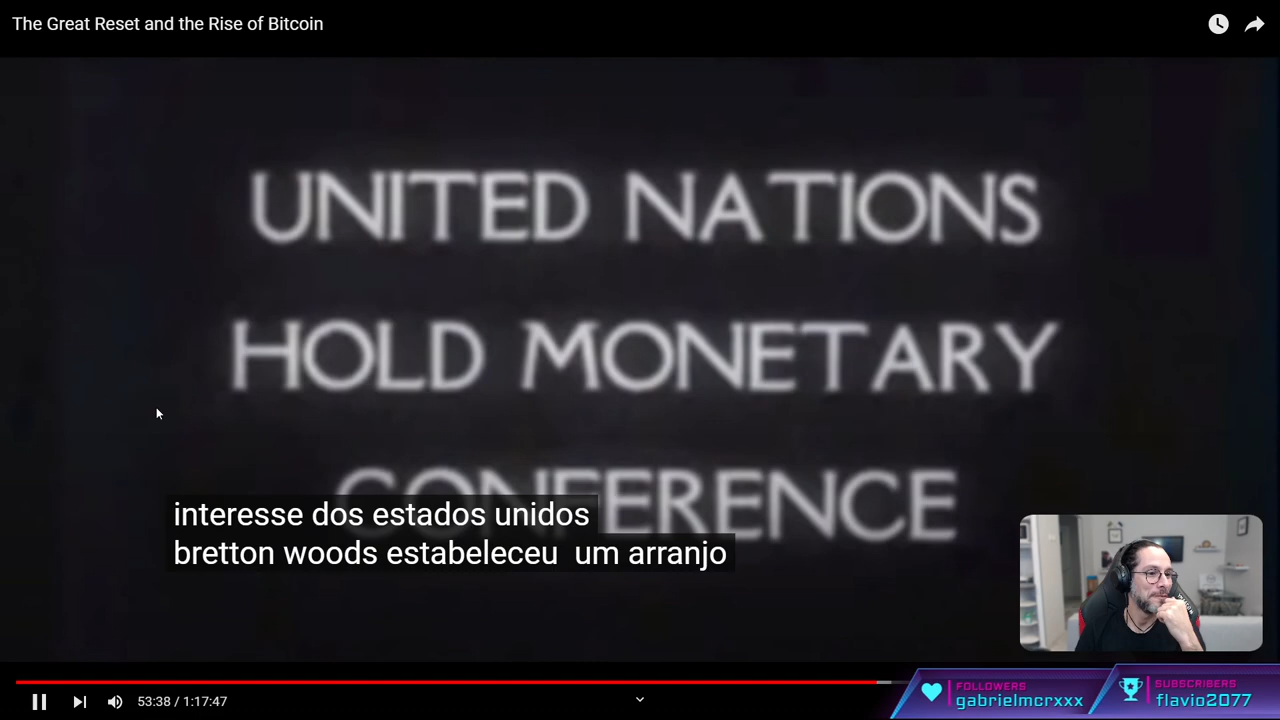 The Great Reset and the Rise of Bitcoin
UNITED NATIONS
HOLD MONETARY
CONFERENCE
interesse dos estados unidos
bretton woods estabeleceu um arranjo
53:38 / 1:17:47
FOLLOWERS
gabrielmcrxxx
SUBSCRIBERS
flavio2077